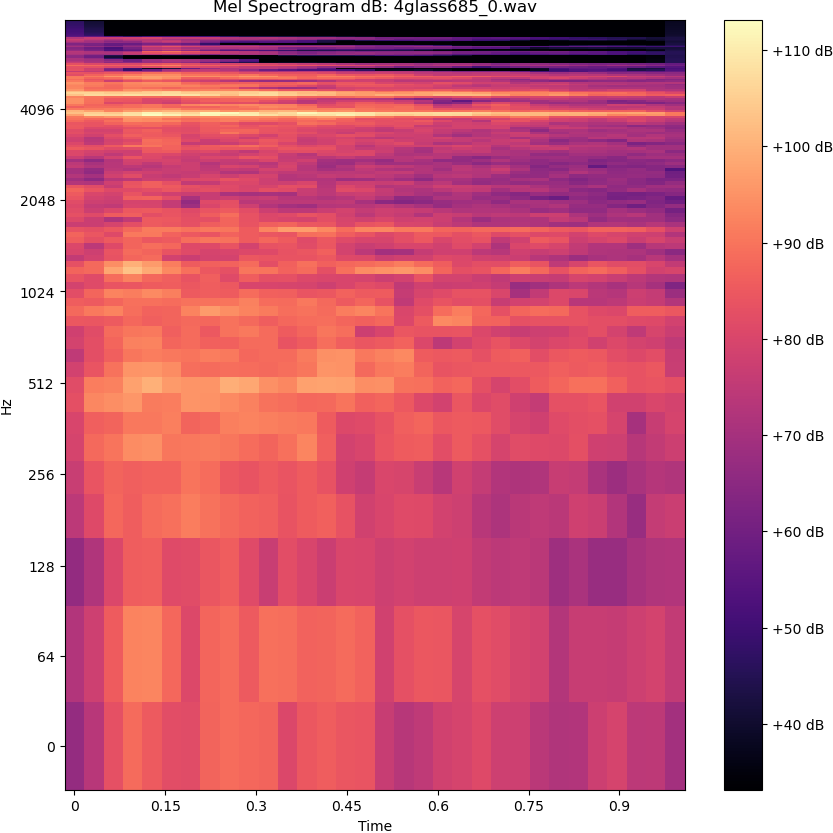 Mel Spectrogram dB: 4glass685_0.wav
+110 dB
4096
+100 dB
2048
+90 dB
1024
+80 dB
512
Hz
+70 dB
256
+60 dB
128
+50 dB
64
+40 dB
0
0 0.15 0.3 0.45 0.6 0.75 0.9
Time